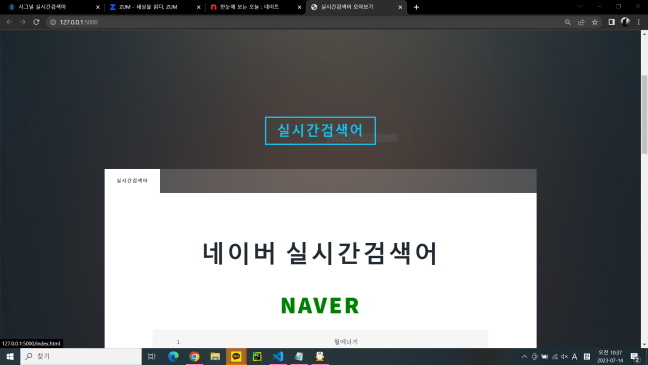 시그널 실시간검색어
ZUM - 세상을 읽다, ZUM
한눈에 보는 오늘 : 네이트
실시간검색어 모아보기
127.0.0.1:5000
실시간검색어
실시간검색어
네이버 실시간검색어
NAVER
1
필에너지
127.0.0.1:5000/index.html
찾기
A
오전 10:37
2023-07-14
2